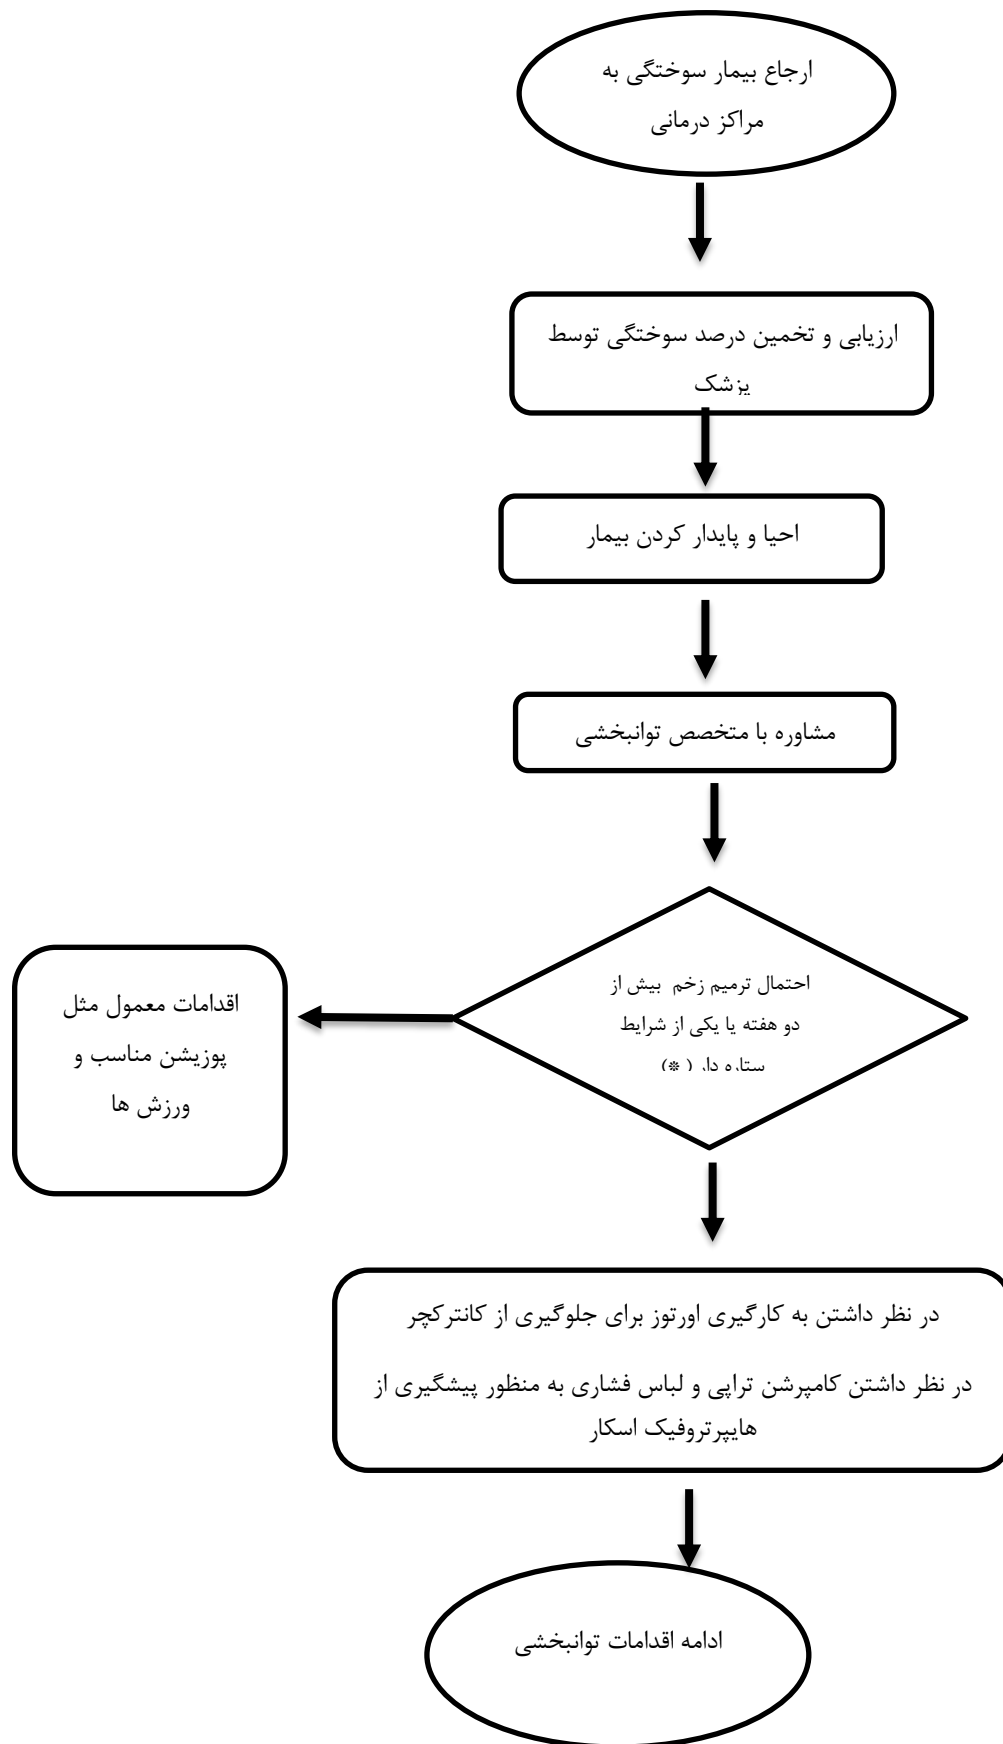 ارجاع بیمار سوختگی به
مراکز درمانی
ارزیابی و تخمین درصد سوختگی توسط
پزشک
احیا و پایدار کردن بیمار
مشاوره با متخصص توانبخشی
احتمال ترمیم زخم بیش از
دو هفته یا یکی از شرایط
ستاره دار (*)
اقدامات معمول مثل
پوزیشن مناسب و
ورزش ها
در نظر داشتن به کارگیری اورتوز برای جلوگیری از کانترکچر
در نظر داشتن کامپرشن تراپی و لباس فشاری به منظور پیشگیری از
هایپرتروفیک اسکار
ادامه اقدامات توانبخشی